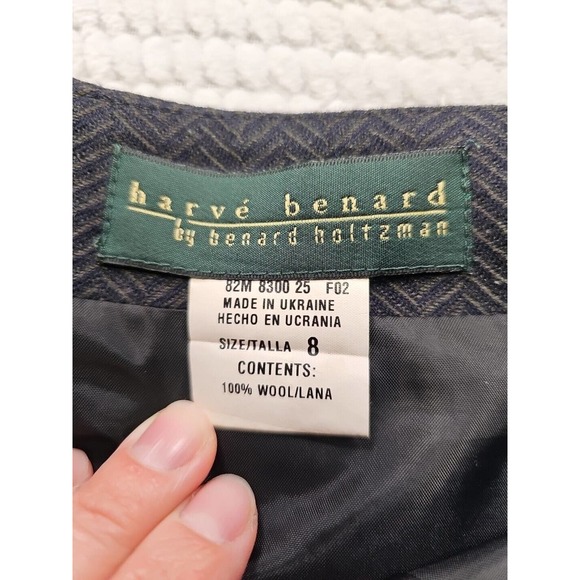 harvé benard
by benard holtzman
82M 8300 25 F02
MADE IN UKRAINE
HECHO EN UCRANIA
SIZE/TALLA 8
CONTENTS:
100% WOOL/LANA